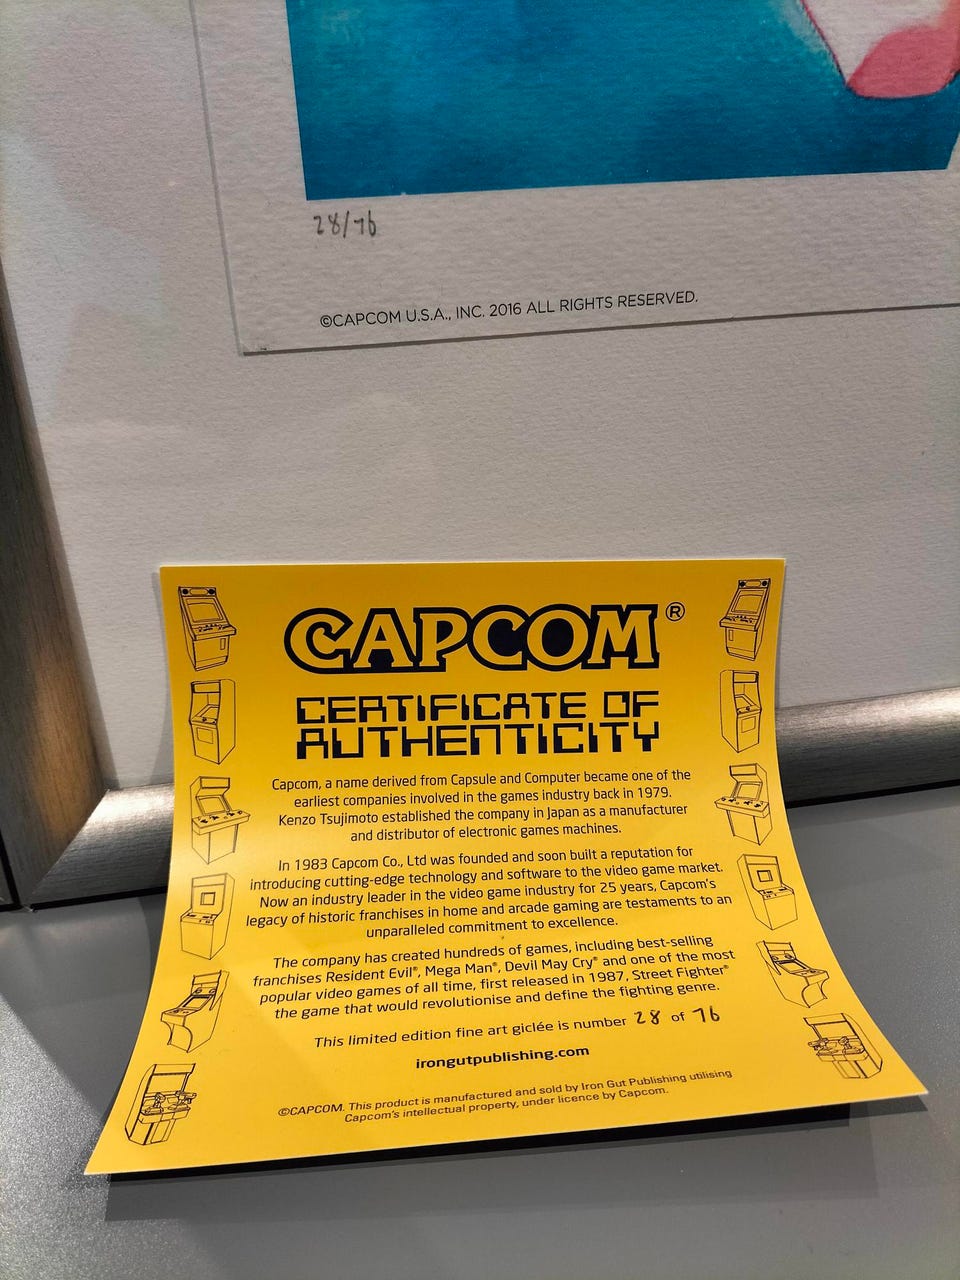 28/76
©CAPCOM U.S.A., INC. 2016 ALL RIGHTS RESERVED.
CAPCOM®
CERTIFICATE OF
AUTHENTICITY
Capcom, a name derived from Capsule and Computer became one of the
earliest companies involved in the games industry back in 1979.
Kenzo Tsujimoto established the company in Japan as a manufacturer
and distributor of electronic games machines.
In 1983 Capcom Co., Ltd was founded and soon built a reputation for
introducing cutting-edge technology and software to the video game market.
Now an industry leader in the video game industry for 25 years, Capcom's
legacy of historic franchises in home and arcade gaming are testaments to an
unparalleled commitment to excellence.
The company has created hundreds of games, including best-selling
franchises Resident Evil®, Mega Man®, Devil May Cry® and one of the most
popular video games of all time, first released in 1987, Street Fighter®
the game that would revolutionise and define the fighting genre.
This limited edition fine art giclée is number 28 of 76
irongutpublishing.com
©CAPCOM. This product is manufactured and sold by Iron Gut Publishing utilising
Capcom's intellectual property, under licence by Capcom.